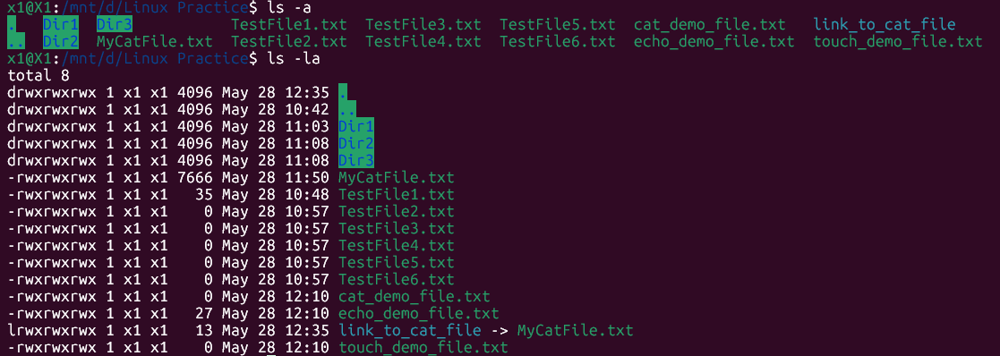 x1@X1:/mnt/d/Linux Practice$ ls -a
.   Dir1  Dir3           TestFile1.txt  TestFile3.txt  TestFile5.txt  cat_demo_file.txt   link_to_cat_file
..  Dir2  MyCatFile.txt  TestFile2.txt  TestFile4.txt  TestFile6.txt  echo_demo_file.txt  touch_demo_file.txt
x1@X1:/mnt/d/Linux Practice$ ls -la
total 8
drwxrwxrwx 1 x1 x1 4096 May 28 12:35 .
drwxrwxrwx 1 x1 x1 4096 May 28 10:42 ..
drwxrwxrwx 1 x1 x1 4096 May 28 11:03 Dir1
drwxrwxrwx 1 x1 x1 4096 May 28 11:08 Dir2
drwxrwxrwx 1 x1 x1 4096 May 28 11:08 Dir3
-rwxrwxrwx 1 x1 x1 7666 May 28 11:50 MyCatFile.txt
-rwxrwxrwx 1 x1 x1   35 May 28 10:48 TestFile1.txt
-rwxrwxrwx 1 x1 x1    0 May 28 10:57 TestFile2.txt
-rwxrwxrwx 1 x1 x1    0 May 28 10:57 TestFile3.txt
-rwxrwxrwx 1 x1 x1    0 May 28 10:57 TestFile4.txt
-rwxrwxrwx 1 x1 x1    0 May 28 10:57 TestFile5.txt
-rwxrwxrwx 1 x1 x1    0 May 28 10:57 TestFile6.txt
-rwxrwxrwx 1 x1 x1    0 May 28 12:10 cat_demo_file.txt
-rwxrwxrwx 1 x1 x1   27 May 28 12:10 echo_demo_file.txt
lrwxrwxrwx 1 x1 x1   13 May 28 12:35 link_to_cat_file -> MyCatFile.txt
-rwxrwxrwx 1 x1 x1    0 May 28 12:10 touch_demo_file.txt